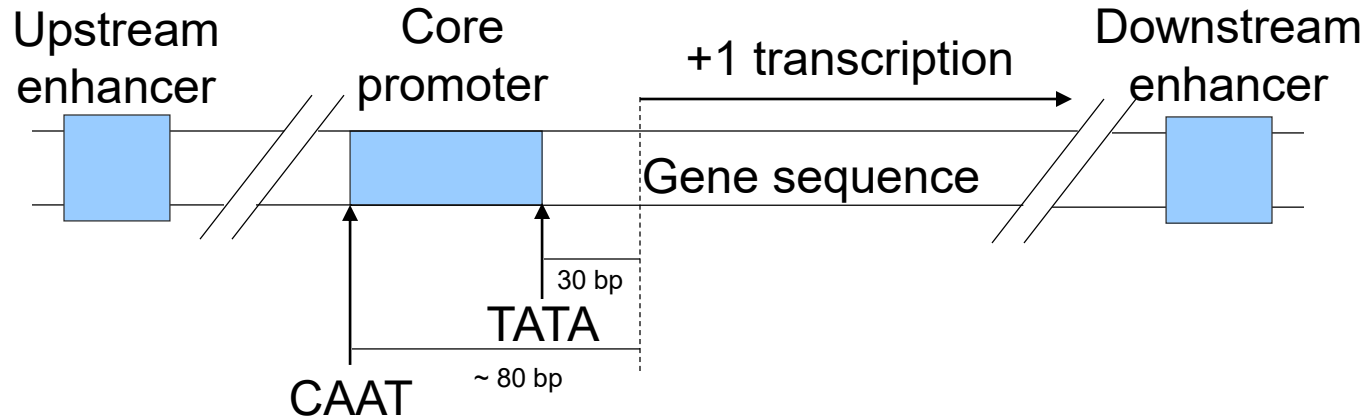 Upstream
enhancer
Core
promoter
+1 transcription
Downstream
enhancer
Gene sequence
30 bp
TATA
~ 80 bp
CAAT